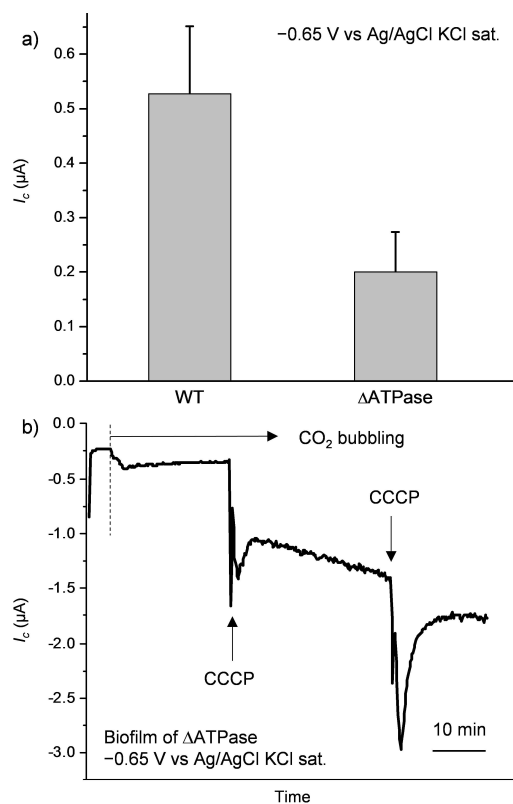 a)
−0.65 V vs Ag/AgCl KCl sat.
0.6
0.5
0.4
0.3
0.2
0.1
0.0
Ic (µA)
WT
ΔATPase
b)
0.0
-0.5
-1.0
-1.5
-2.0
-2.5
-3.0
Ic (µA)
CO2 bubbling
CCCP
CCCP
10 min
Biofilm of ΔATPase
−0.65 V vs Ag/AgCl KCl sat.
Time